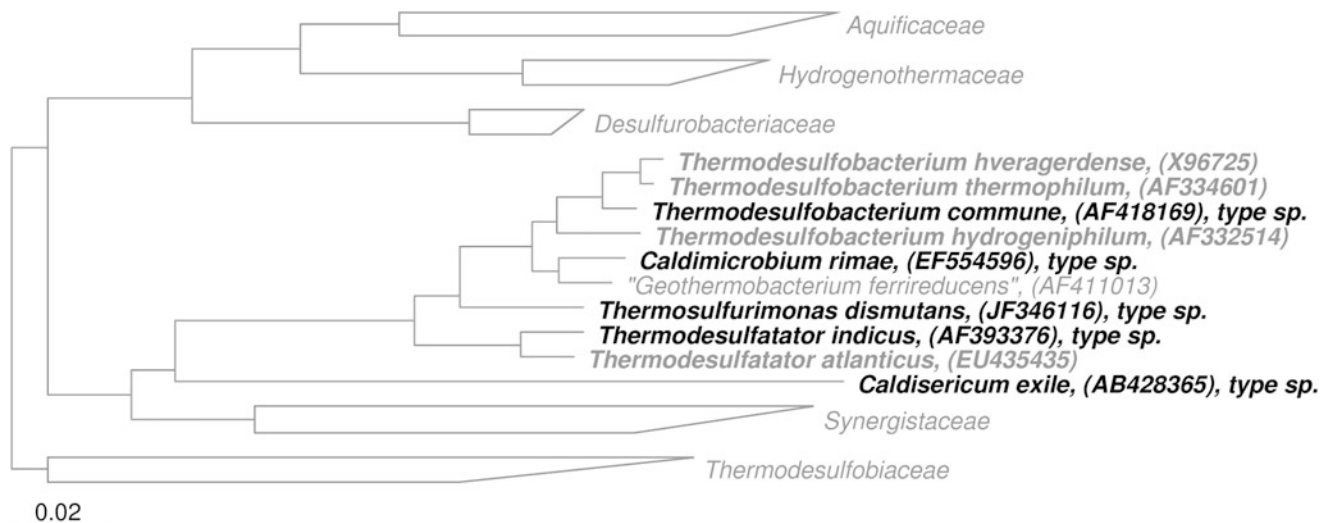 Aquificaceae
Hydrogenothermaceae
Desulfurobacteriaceae
Thermodesulfobacterium hveragerdense, (X96725)
Thermodesulfobacterium thermophilum, (AF334601)
Thermodesulfobacterium commune, (AF418169), type sp.
Thermodesulfobacterium hydrogeniphilum, (AF332514)
Caldimicrobium rimae, (EF554596), type sp.
"Geothermobacterium ferrireducens", (AF411013)
Thermosulfurimonas dismutans, (JF346116), type sp.
Thermodesulfatator indicus, (AF393376), type sp.
Thermodesulfatator atlanticus, (EU435435)
Caldisericum exile, (AB428365), type sp.
Synergistaceae
Thermodesulfobiaceae
0.02